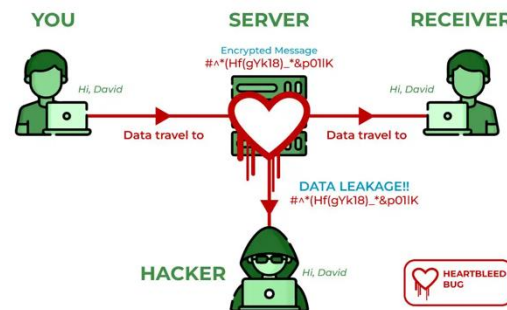 YOU
SERVER
RECEIVER
Encrypted Message
#^*(Hf(gYk18)_*&p01lK
Hi, David
Hi, David
Data travel to
Data travel to
DATA LEAKAGE!!
#^*(Hf(gYk18)_*&p01lK
HACKER
Hi, David
HEARTBLEED
BUG